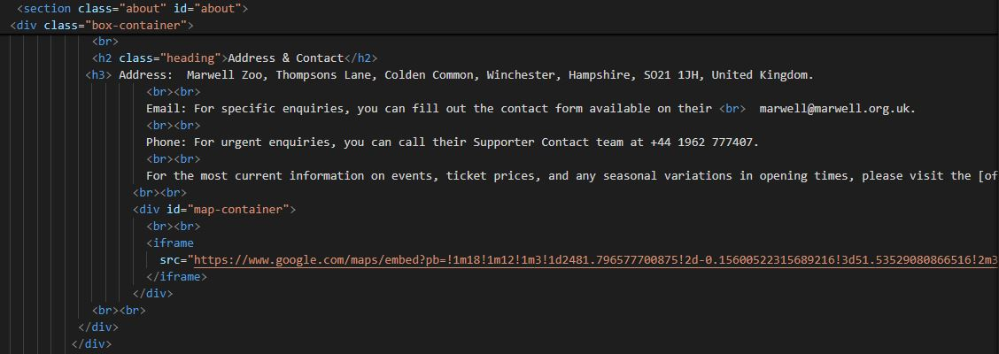 <section class="about" id="about">
<div class="box-container">
<br>
<h2 class="heading">Address & Contact</h2>
<h3> Address:  Marwell Zoo, Thompsons Lane, Colden Common, Winchester, Hampshire, SO21 1JH, United Kingdom.
<br><br>
Email: For specific enquiries, you can fill out the contact form available on their <br>  marwell@marwell.org.uk.
<br><br>
Phone: For urgent enquiries, you can call their Supporter Contact team at +44 1962 777407.
<br><br>
For the most current information on events, ticket prices, and any seasonal variations in opening times, please visit the [of
<br><br>
<div id="map-container">
<br><br>
<iframe
src="https://www.google.com/maps/embed?pb=!1m18!1m12!1m3!1d2481.796577700875!2d-0.15600522315689216!3d51.53529080866516!2m3
</iframe>
</div>
<br><br>
</div>
</div>